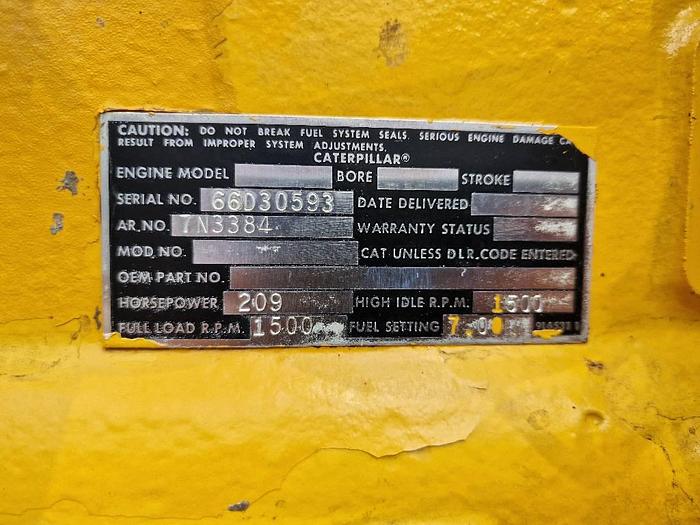 CAUTION: DO NOT BREAK FUEL SYSTEM SEALS. SERIOUS ENGINE DAMAGE
RESULT FROM IMPROPER SYSTEM ADJUSTMENTS.
CATERPILLAR®
ENGINE MODEL BORE STROKE
SERIAL NO. 66D30593 DATE DELIVERED
AR.NO. 7N3384 WARRANTY STATUS
MOD.NO. CAT UNLESS DLR.CODE ENTERED
OEM PART NO.
HORSEPOWER 209 HIGH IDLE R.P.M. 1500
FULL LOAD R.P.M. 1500 FUEL SETTING